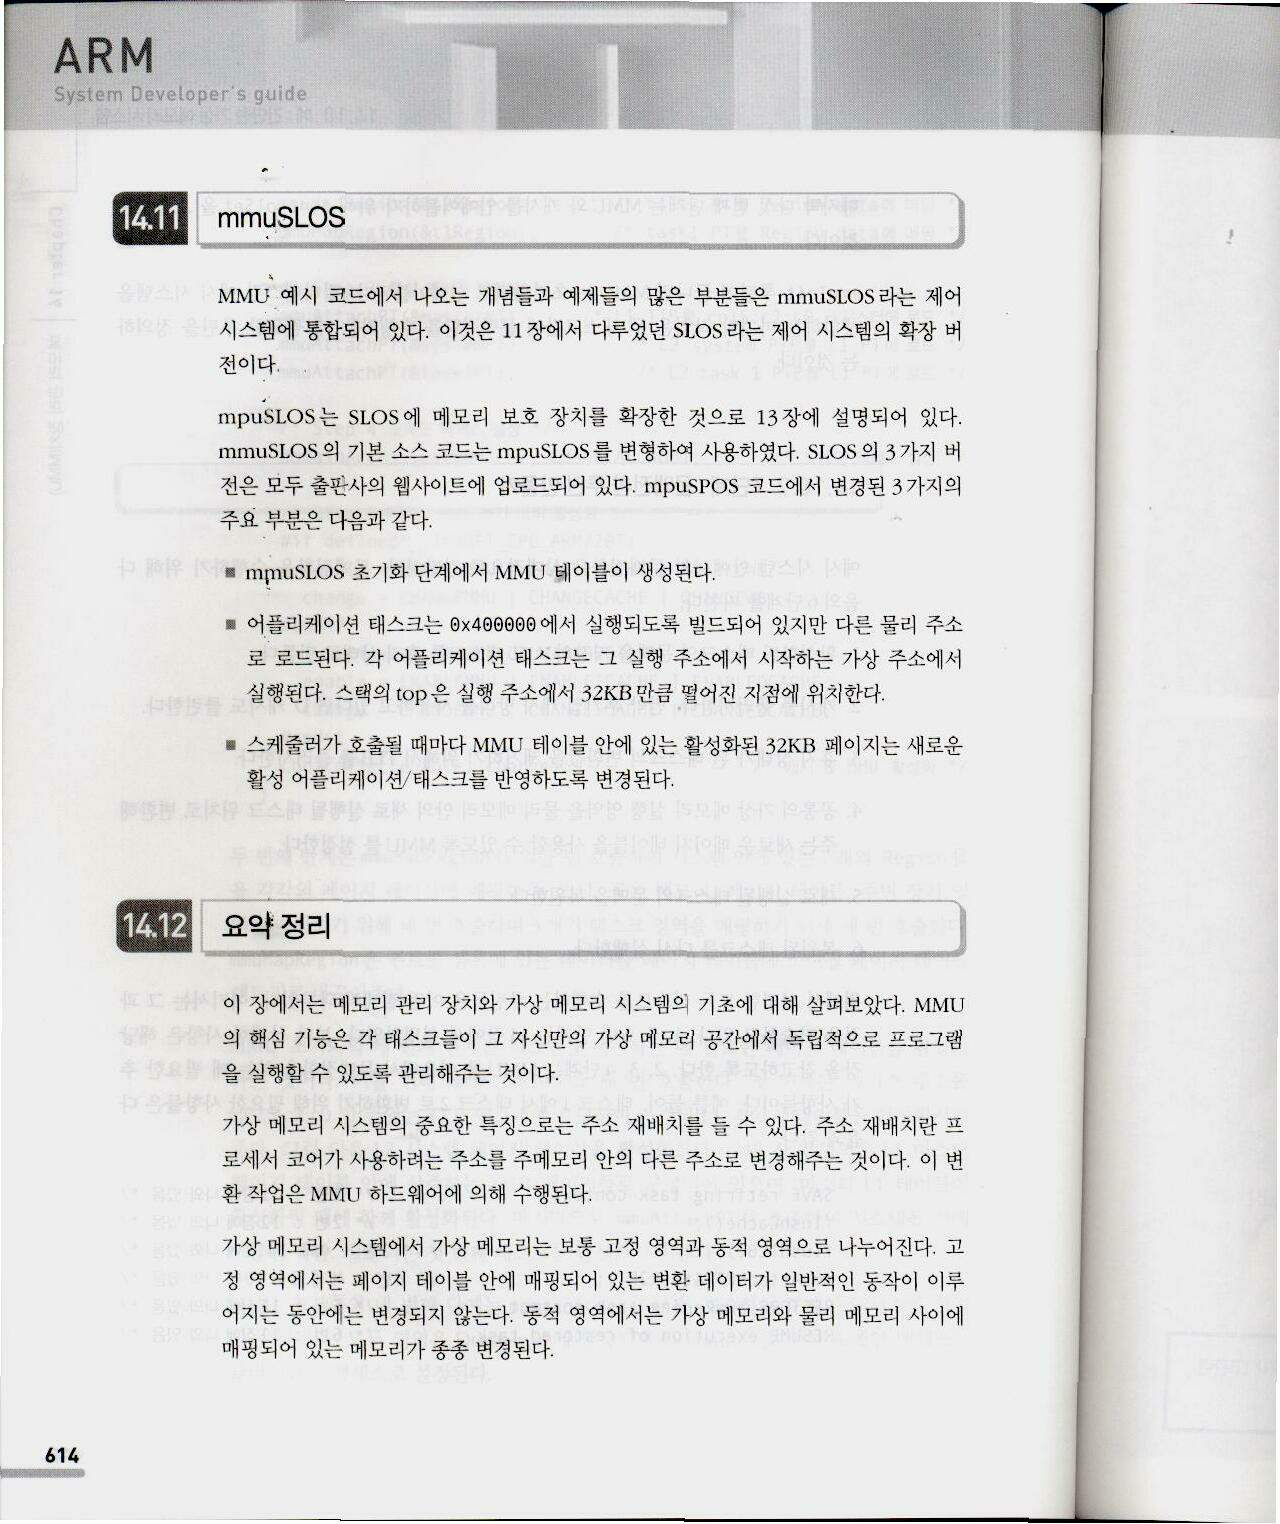 ARM
System Developer's guide
14.11 mmuSLOS
MMU 예시 코드에서 나오는 개념들과 예제들의 많은 부분들은 mmuSLOS라는 제어
시스템에 통합되어 있다. 이것은 11장에서 다루었던 SLOS라는 제어 시스템의 확장 버
전이다.
mpuSLOS는 SLOS에 메모리 보호 장치를 확장한 것으로 13장에 설명되어 있다.
mmuSLOS의 기본 소스 코드는 mpuSLOS를 변형하여 사용하였다. SLOS의 3가지 버
전은 모두 출판사의 웹사이트에 업로드되어 있다. mpuSPOS 코드에서 변경된 3가지의
주요 부분은 다음과 같다.
■ mmuSLOS 초기화 단계에서 MMU 테이블이 생성된다.
■ 어플리케이션 태스크는 0x400000에서 실행되도록 빌드되어 있지만 다른 물리 주소
로 로드된다. 각 어플리케이션 태스크는 그 실행 주소에서 시작하는 가상 주소에서
실행된다. 스택의 top은 실행 주소에서 32KB만큼 떨어진 지점에 위치한다.
■ 스케줄러가 호출될 때마다 MMU 테이블 안에 있는 활성화된 32KB 페이지는 새로운
활성 어플리케이션/태스크를 반영하도록 변경된다.
14.12 요약 정리
이 장에서는 메모리 관리 장치와 가상 메모리 시스템의 기초에 대해 살펴보았다. MMU
의 핵심 기능은 각 태스크들이 그 자신만의 가상 메모리 공간에서 독립적으로 프로그램
을 실행할 수 있도록 관리해주는 것이다.
가상 메모리 시스템의 중요한 특징으로는 주소 재배치를 들 수 있다. 주소 재배치란 프
로세서 코어가 사용하려는 주소를 주메모리 안의 다른 주소로 변경해주는 것이다. 이 변
환 작업은 MMU 하드웨어에 의해 수행된다.
가상 메모리 시스템에서 가상 메모리는 보통 고정 영역과 동적 영역으로 나누어진다. 고
정 영역에서는 페이지 테이블 안에 매핑되어 있는 변환 데이터가 일반적인 동작이 이루
어지는 동안에는 변경되지 않는다. 동적 영역에서는 가상 메모리와 물리 메모리 사이에
매핑되어 있는 메모리가 종종 변경된다.
614